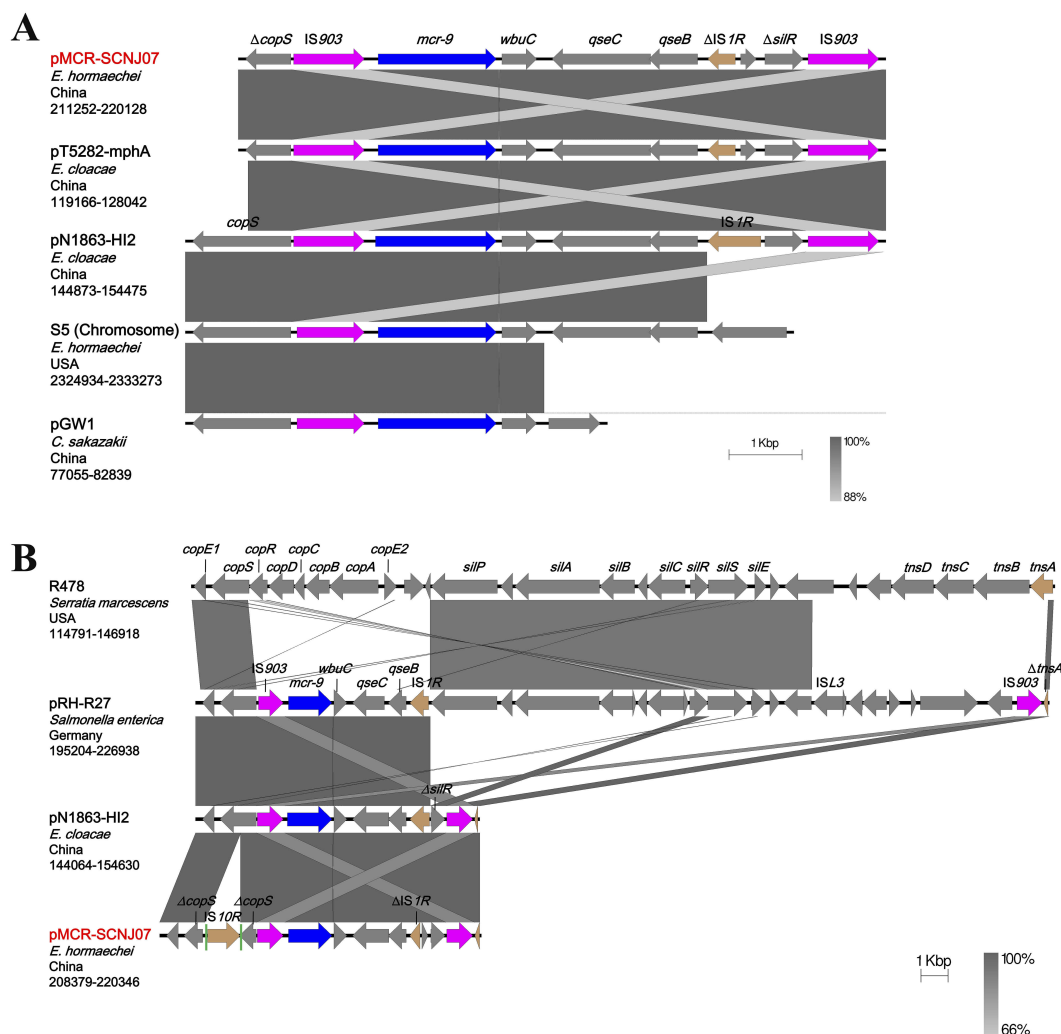 A
ΔcopS IS903 mcr-9 wbuC qseC qseB ΔIS1R ΔsilR IS903
pMCR-SCNJ07
E. hormaechei
China
211252-220128
pT5282-mphA
E. cloacae
China
119166-128042
copS IS1R
pN1863-HI2
E. cloacae
China
144873-154475
S5 (Chromosome)
E. hormaechei
USA
2324934-2333273
pGW1
C. sakazakii
China
77055-82839
1 Kbp
100%
88%
B
copE1 copR copC copE2
copS copD copB copA silP silA silB silC silR silS silE tnsD tnsC tnsB tnsA
R478
Serratia marcescens
USA
114791-146918
IS903 wbuC qseB ΔtnsA
mcr-9 qseC IS1R ISL3 IS903
pRH-R27
Salmonella enterica
Germany
195204-226938
ΔsilR
pN1863-HI2
E. cloacae
China
144064-154630
ΔcopS ΔcopS
IS10R ΔIS1R
pMCR-SCNJ07
E. hormaechei
China
208379-220346
1 Kbp
100%
66%